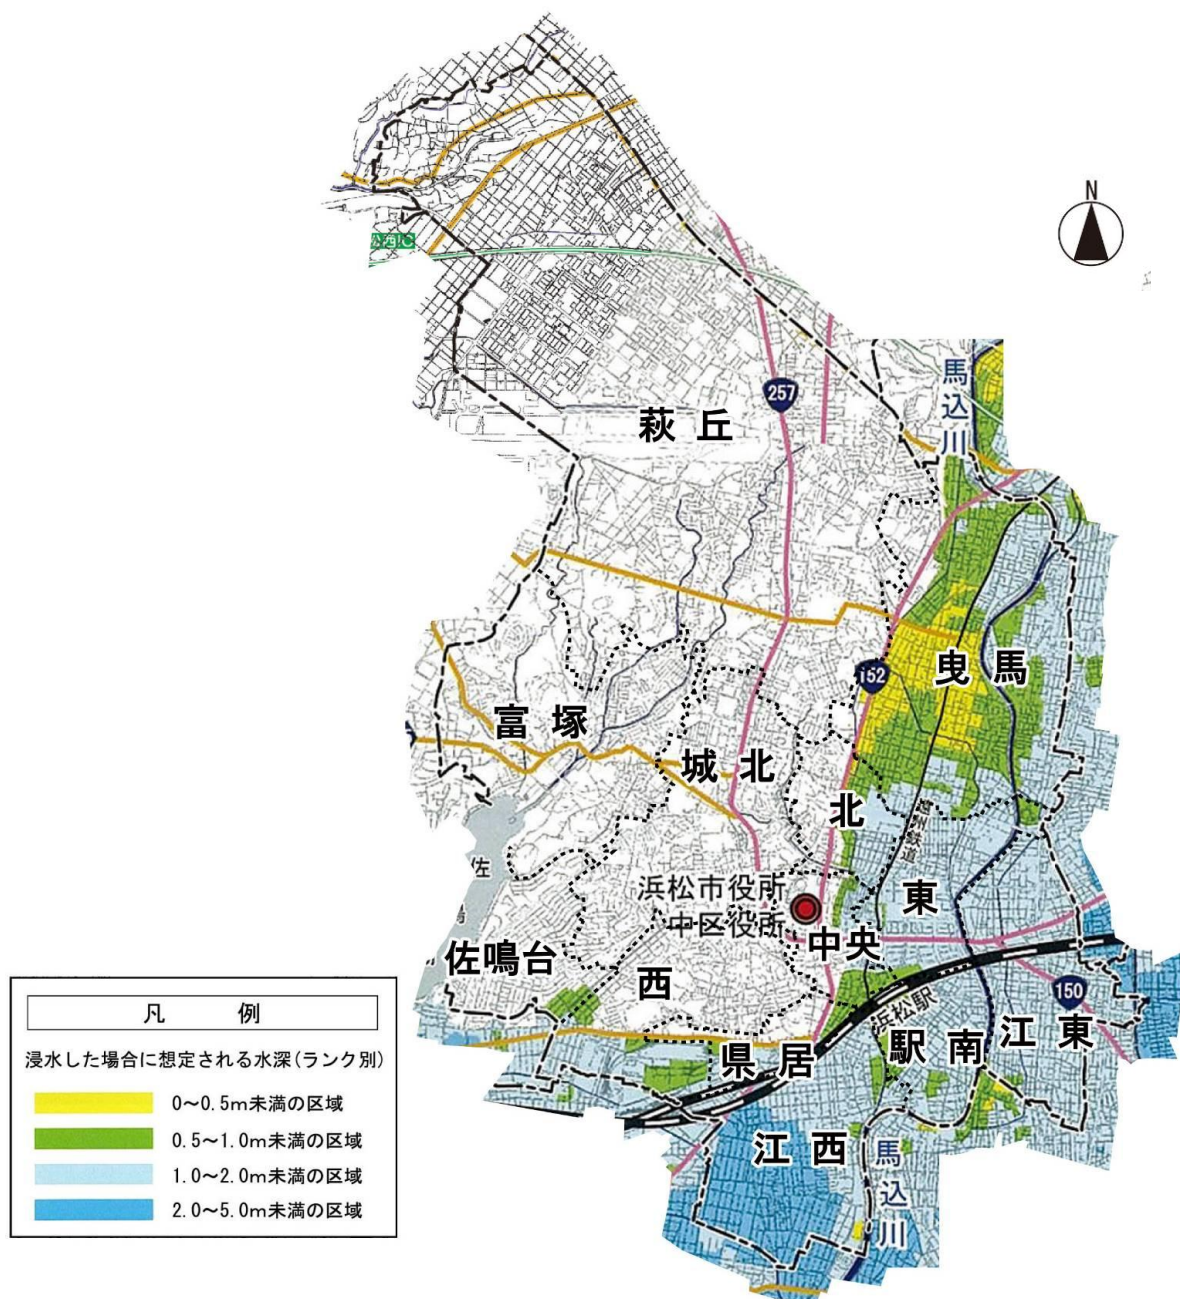 N
松西IC
257
馬込川
萩丘
152
曳馬
富塚
城北
北
遠州鉄道
佐
鳴
浜松市役所
中区役所
東
中央
佐鳴台
西
150
浜松駅
江東
駅南
県居
江西
馬込川
凡 例
浸水した場合に想定される水深(ランク別)
0～0.5m未満の区域
0.5～1.0m未満の区域
1.0～2.0m未満の区域
2.0～5.0m未満の区域